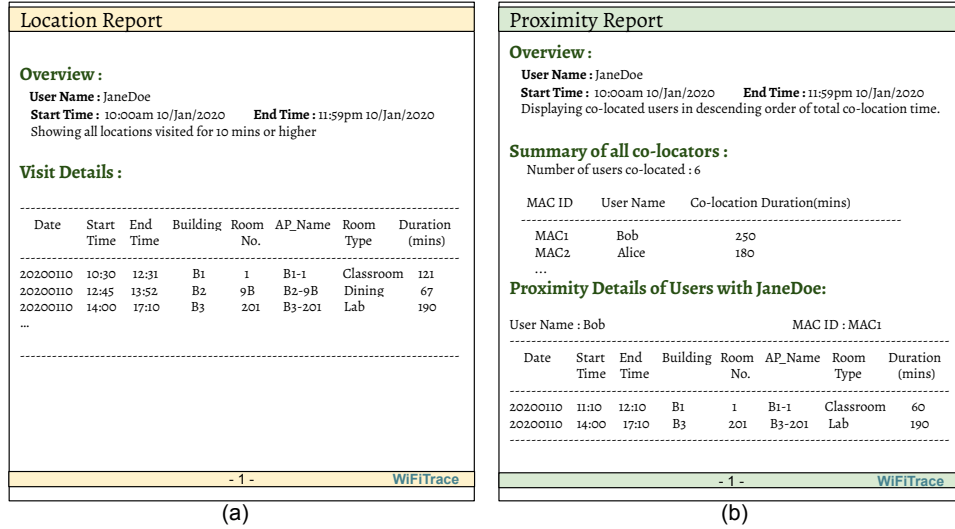 Location Report
Overview :
User Name : JaneDoe
Start Time : 10:00am 10/Jan/2020 End Time : 11:59pm 10/Jan/2020
Showing all locations visited for 10 mins or higher
Visit Details :
Date Start Time End Time Building Room No. AP_Name Room Type Duration (mins)
20200110 10:30 12:31 B1 1 B1-1 Classroom 121
20200110 12:45 13:52 B2 9B B2-9B Dining 67
20200110 14:00 17:10 B3 201 B3-201 Lab 190
...
- 1 - WiFiTrace
(a)
Proximity Report
Overview :
User Name : JaneDoe
Start Time : 10:00am 10/Jan/2020 End Time : 11:59pm 10/Jan/2020
Displaying co-located users in descending order of total co-location time.
Summary of all co-locators :
Number of users co-located : 6
MAC ID User Name Co-location Duration(mins)
MAC1 Bob 250
MAC2 Alice 180
...
Proximity Details of Users with JaneDoe:
User Name : Bob MAC ID : MAC1
Date Start Time End Time Building Room No. AP_Name Room Type Duration (mins)
20200110 11:10 12:10 B1 1 B1-1 Classroom 60
20200110 14:00 17:10 B3 201 B3-201 Lab 190
- 1 - WiFiTrace
(b)